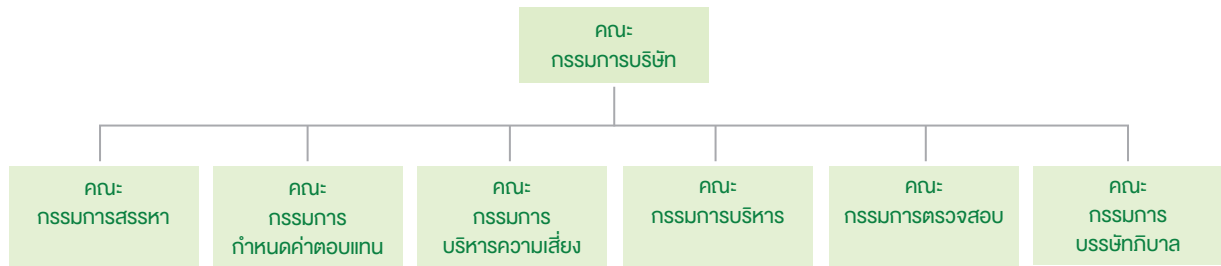 คณะ
กรรมการบริษัท
คณะ
กรรมการสรรหา
คณะ
กรรมการ
กำหนดค่าตอบแทน
คณะ
กรรมการ
บริหารความเสี่ยง
คณะ
กรรมการบริหาร
คณะ
กรรมการตรวจสอบ
คณะ
กรรมการ
บรรษัทภิบาล